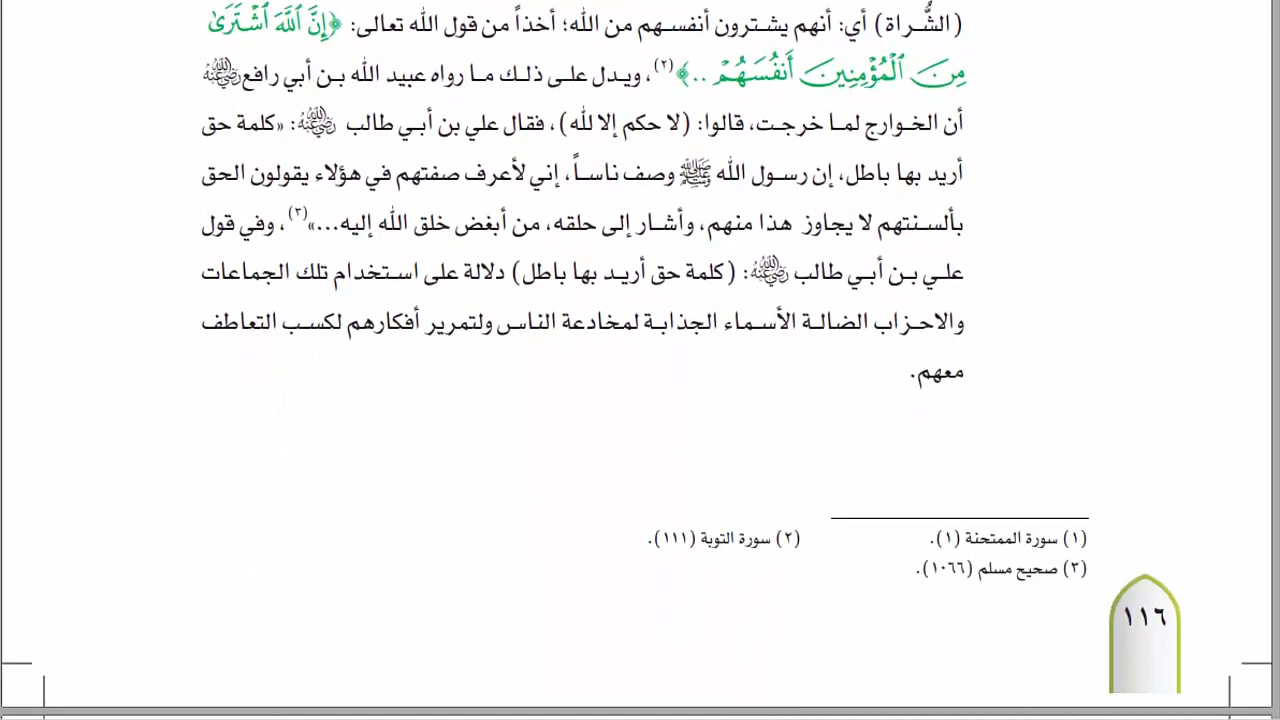 (الشُّراة) أي: أنهم يشترون أنفسهم من الله؛ أخذاً من قول الله تعالى: ﴿إِنَّ ٱللَّهَ ٱشْتَرَىٰ
مِنَ ٱلْمُؤْمِنِينَ أَنفُسَهُمْ ..﴾(٢)، ويدل على ذلك ما رواه عبيد الله بن أبي رافع رضي الله عنه
أن الخوارج لما خرجت، قالوا: (لا حكم إلا لله)، فقال علي بن أبي طالب رضي الله عنه: «كلمة حق
أريد بها باطل، إن رسول الله ﷺ وصف ناساً، إني لأعرف صفتهم في هؤلاء يقولون الحق
بألسنتهم لا يجاوز هذا منهم، وأشار إلى حلقه، من أبغض خلق الله إليه...»(٣)، وفي قول
علي بن أبي طالب رضي الله عنه: (كلمة حق أريد بها باطل) دلالة على استخدام تلك الجماعات
والاحزاب الضالة الأسماء الجذابة لمخادعة الناس ولتمرير أفكارهم لكسب التعاطف
معهم.
(١) سورة الممتحنة (١). (٢) سورة التوبة (١١١).
(٣) صحيح مسلم (١٠٦٦).
١١٦